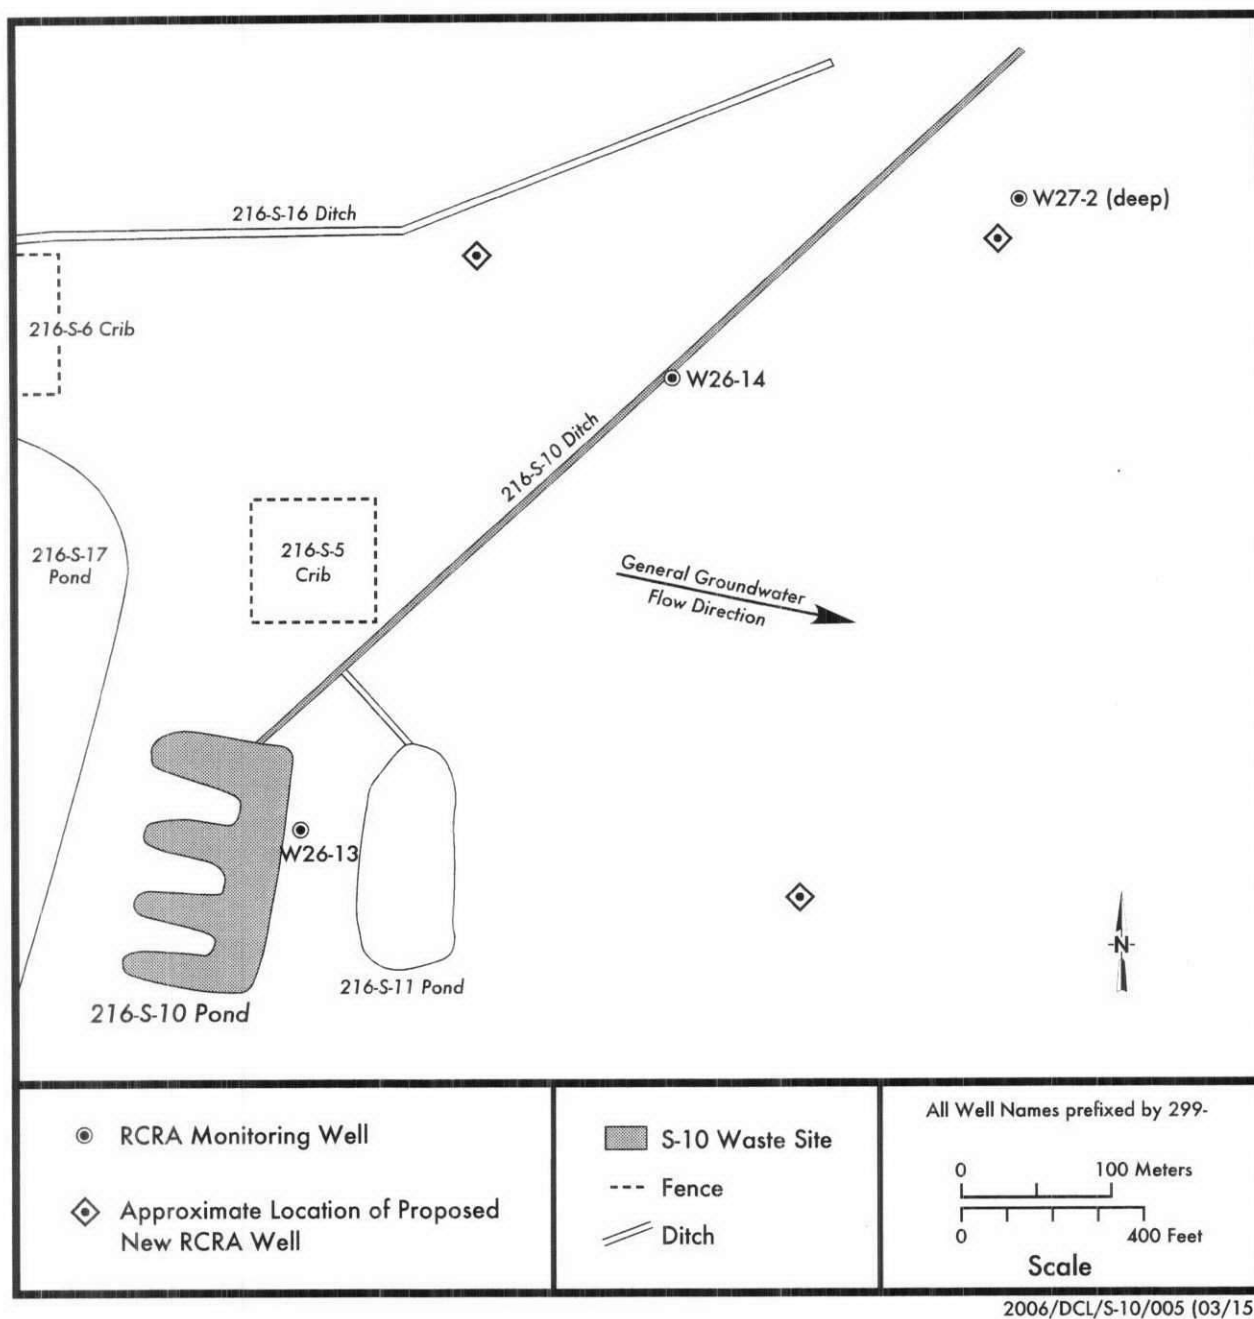 216-S-16 Ditch
W27-2 (deep)
216-S-6 Crib
W26-14
216-S-10 Ditch
216-S-17
Pond
216-S-5
Crib
General Groundwater
Flow Direction
W26-13
-N-
216-S-11 Pond
216-S-10 Pond
RCRA Monitoring Well
Approximate Location of Proposed
New RCRA Well
S-10 Waste Site
Fence
Ditch
All Well Names prefixed by 299-
0 100 Meters
0 400 Feet
Scale
2006/DCL/S-10/005 (03/15